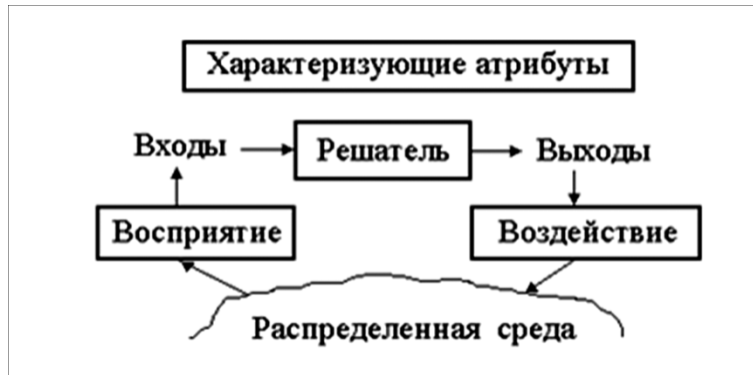 Характеризующие атрибуты
Входы
Решатель
Выходы
Восприятие
Воздействие
Распределенная среда